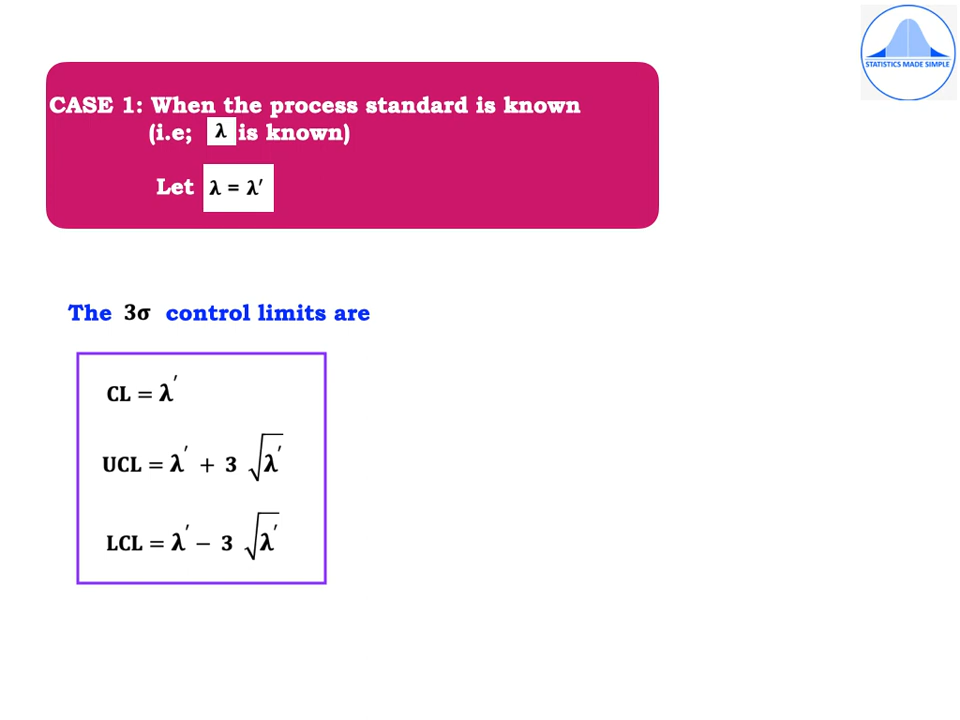 STATISTICS MADE SIMPLE
CASE 1: When the process standard is known
(i.e; λ is known)
Let λ = λ′
The 3σ control limits are
CL = λ′
UCL = λ′ + 3 √λ′
LCL = λ′ − 3 √λ′